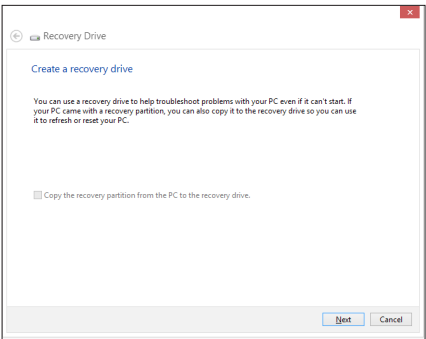 Recovery Drive
Create a recovery drive
You can use a recovery drive to help troubleshoot problems with your PC even if it can't start. If
your PC came with a recovery partition, you can also copy it to the recovery drive so you can use
it to refresh or reset your PC.
Copy the recovery partition from the PC to the recovery drive.
Next Cancel